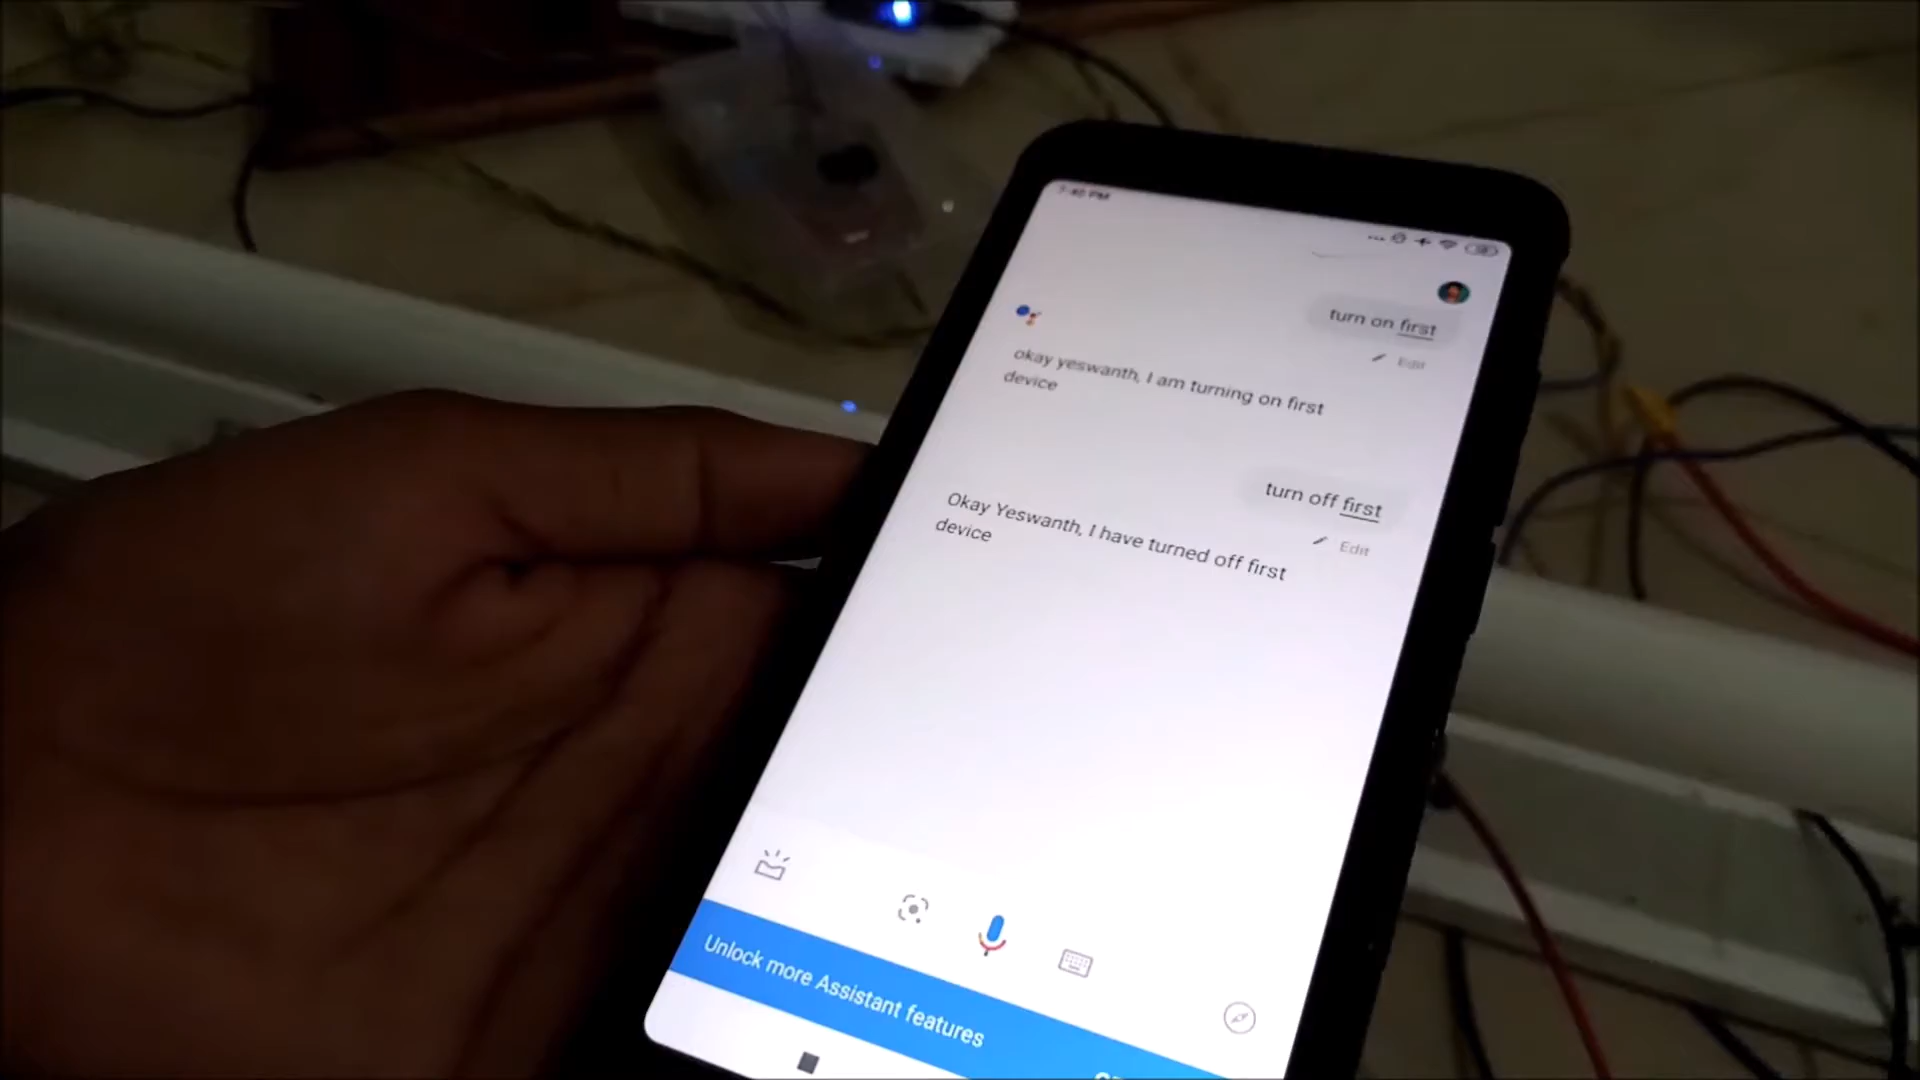 turn on first
Edit
okay yeswanth, I am turning on first
device
turn off first
Edit
Okay Yeswanth, I have turned off first
device
Unlock more Assistant features